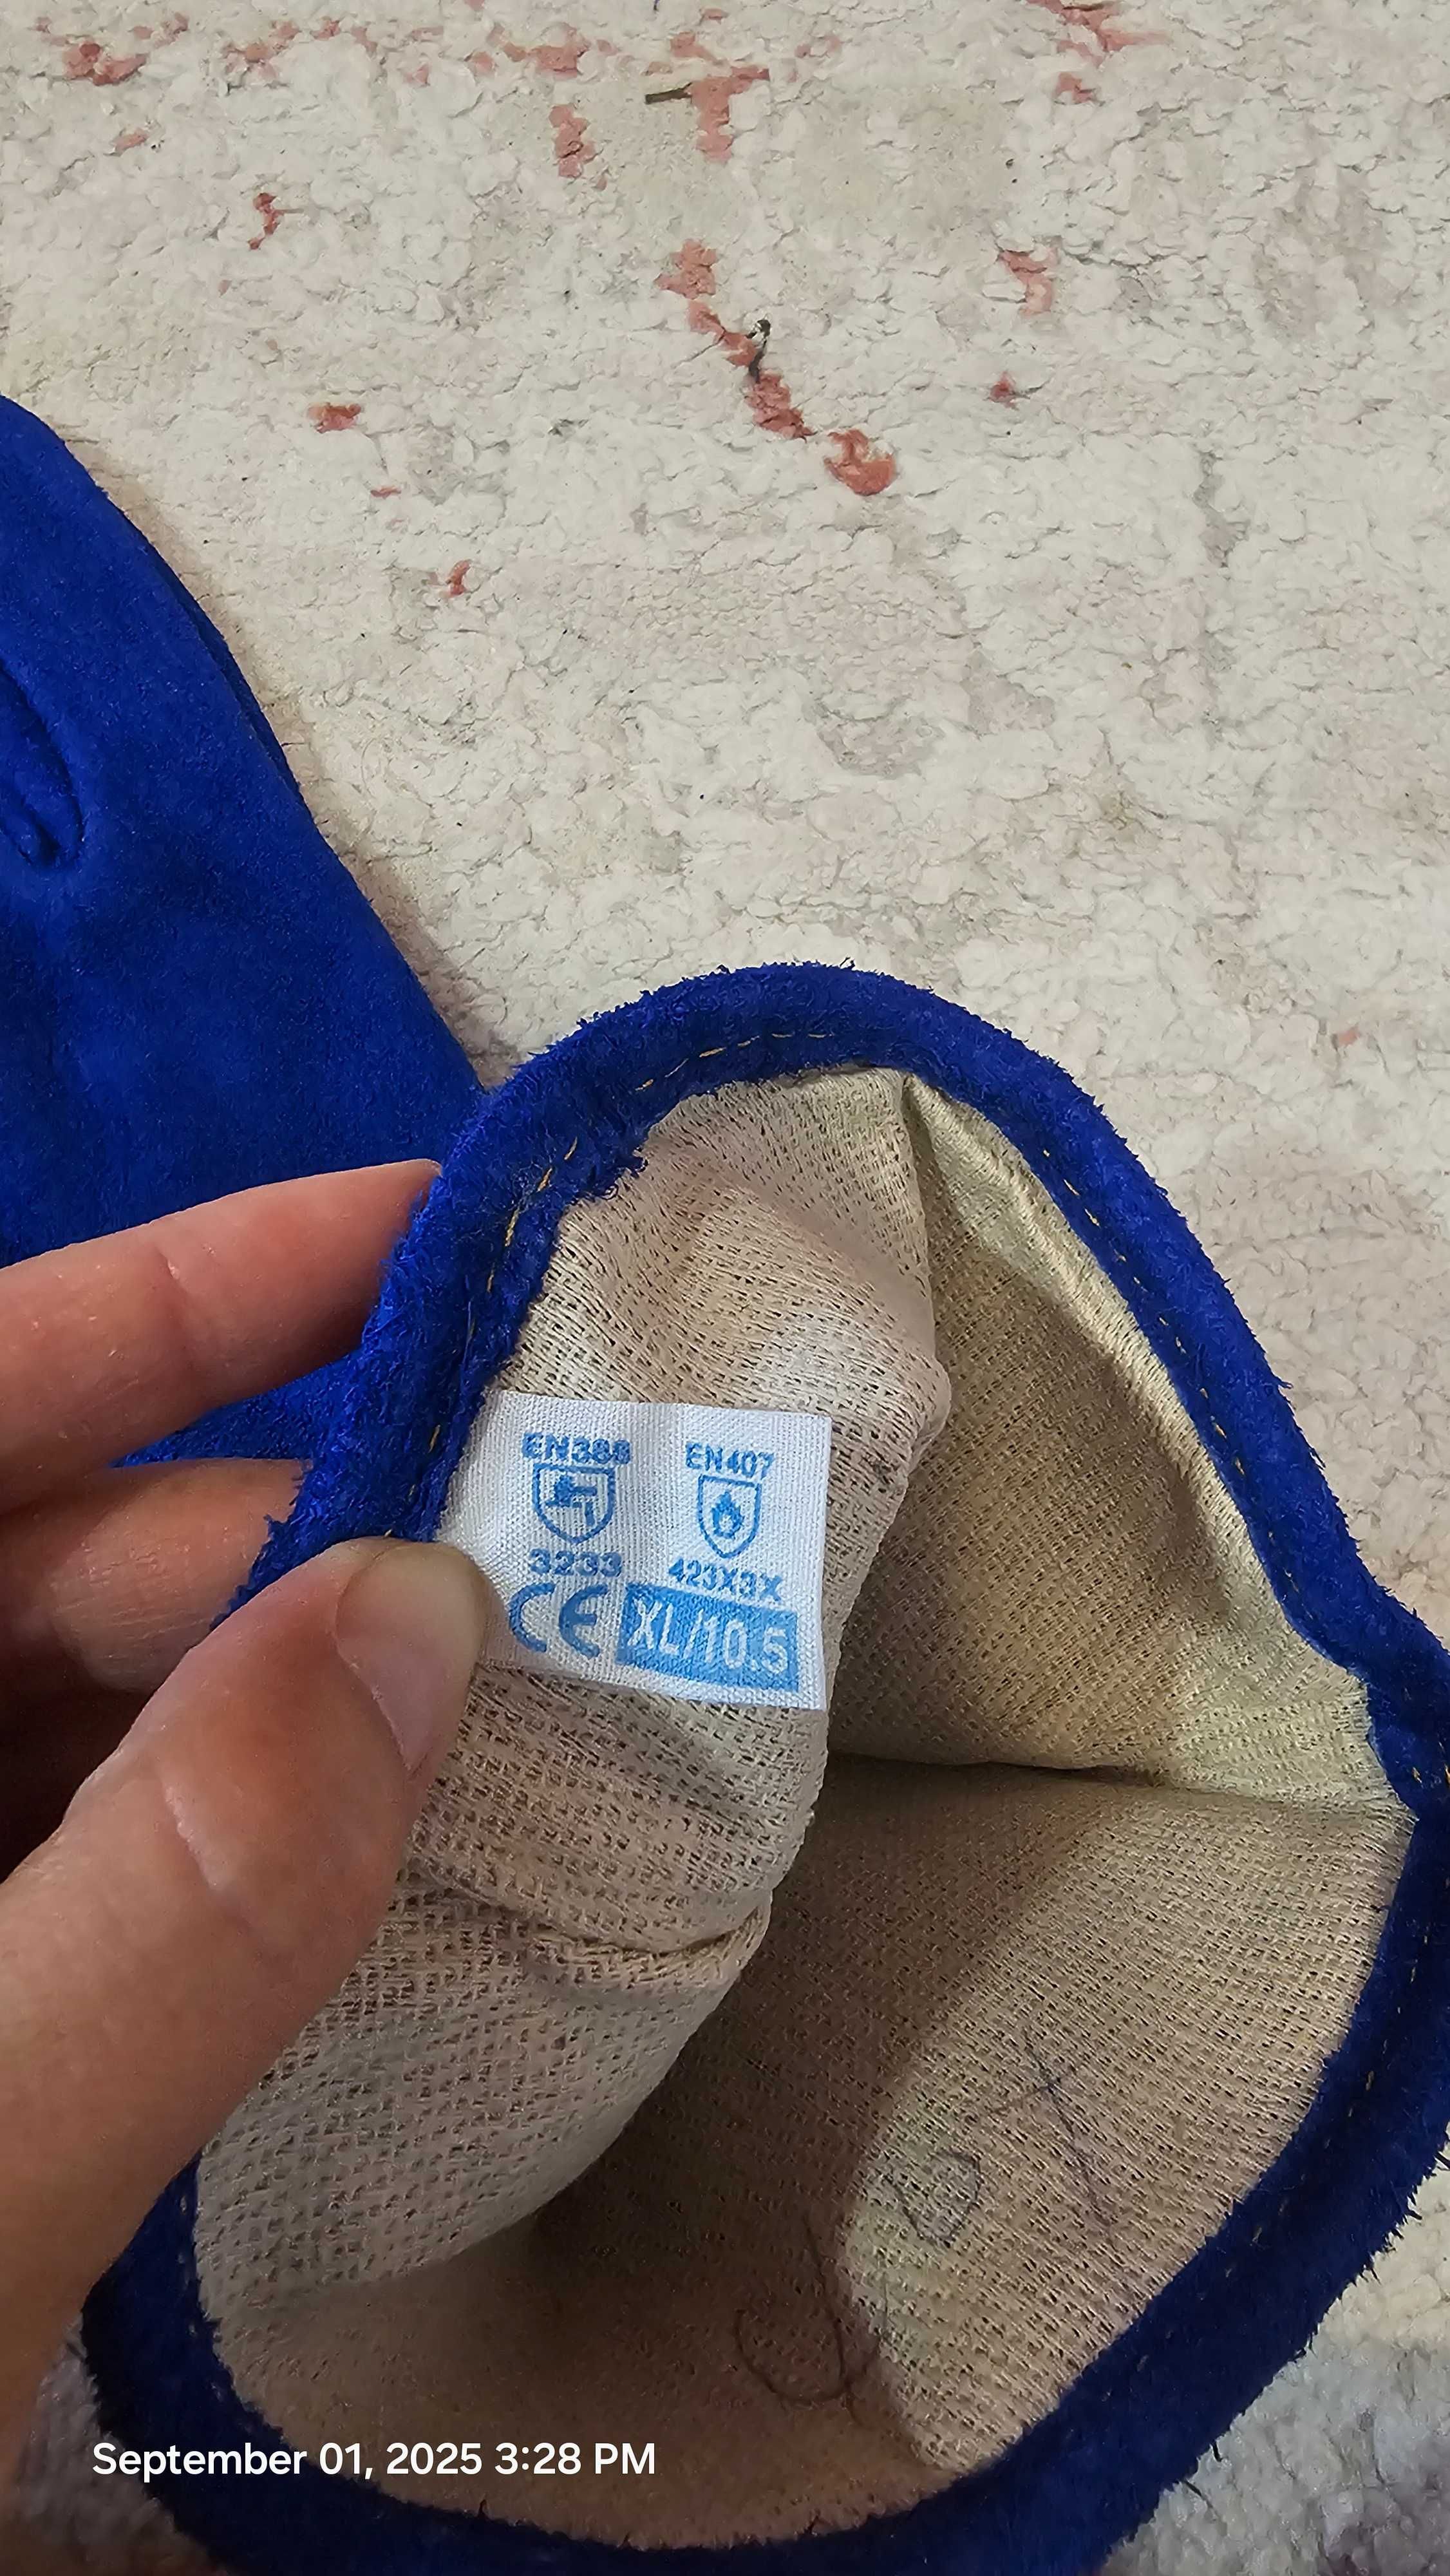 EN388 EN407
3233 423X3X
CE XL/10.5
September 01, 2025 3:28 PM